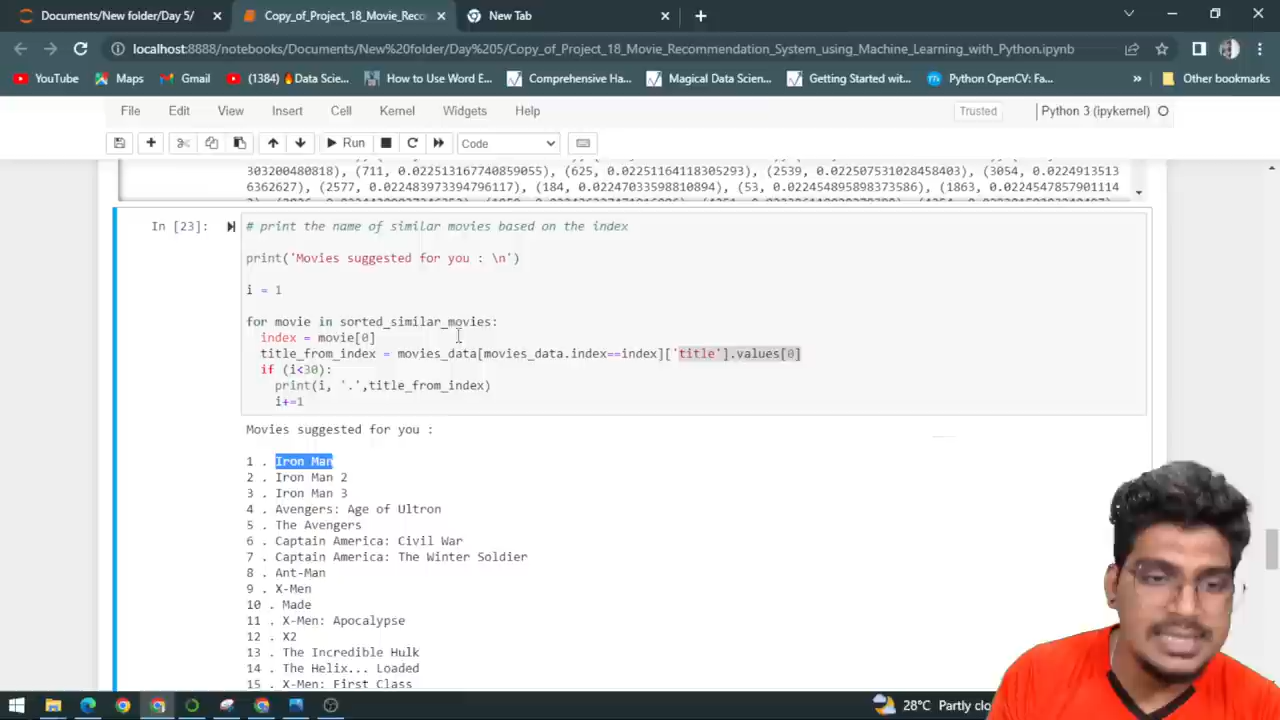 Documents/New folder/Day 5/
Copy_of_Project_18_Movie_Reco
New Tab
localhost:8888/notebooks/Documents/New%20folder/Day%205/Copy_of_Project_18_Movie_Recommendation_System_using_Machine_Learning_with_Python.ipynb
YouTube Maps Gmail (1384) 🔥Data Scie... How to Use Word E... Comprehensive Ha... Magical Data Scien... Getting Started wit... Python OpenCV: Fa... » Other bookmarks
File Edit View Insert Cell Kernel Widgets Help Trusted Python 3 (ipykernel)
Run Code
303200480818), (711, 0.022513167740859055), (625, 0.02251164118305293), (2539, 0.022507531028458403), (3054, 0.0224913515
6362627), (2577, 0.022483973394796117), (184, 0.02247033598810894), (53, 0.022454895898373586), (1863, 0.0224547857901114
In [23]:
# print the name of similar movies based on the index
print('Movies suggested for you : \n')
i = 1
for movie in sorted_similar_movies:
index = movie[0]
title_from_index = movies_data[movies_data.index==index]['title'].values[0]
if (i<30):
print(i, '.',title_from_index)
i+=1
Movies suggested for you :
1 . Iron Man
2 . Iron Man 2
3 . Iron Man 3
4 . Avengers: Age of Ultron
5 . The Avengers
6 . Captain America: Civil War
7 . Captain America: The Winter Soldier
8 . Ant-Man
9 . X-Men
10 . Made
11 . X-Men: Apocalypse
12 . X2
13 . The Incredible Hulk
14 . The Helix... Loaded
15 . X-Men: First Class
28°C Partly clo